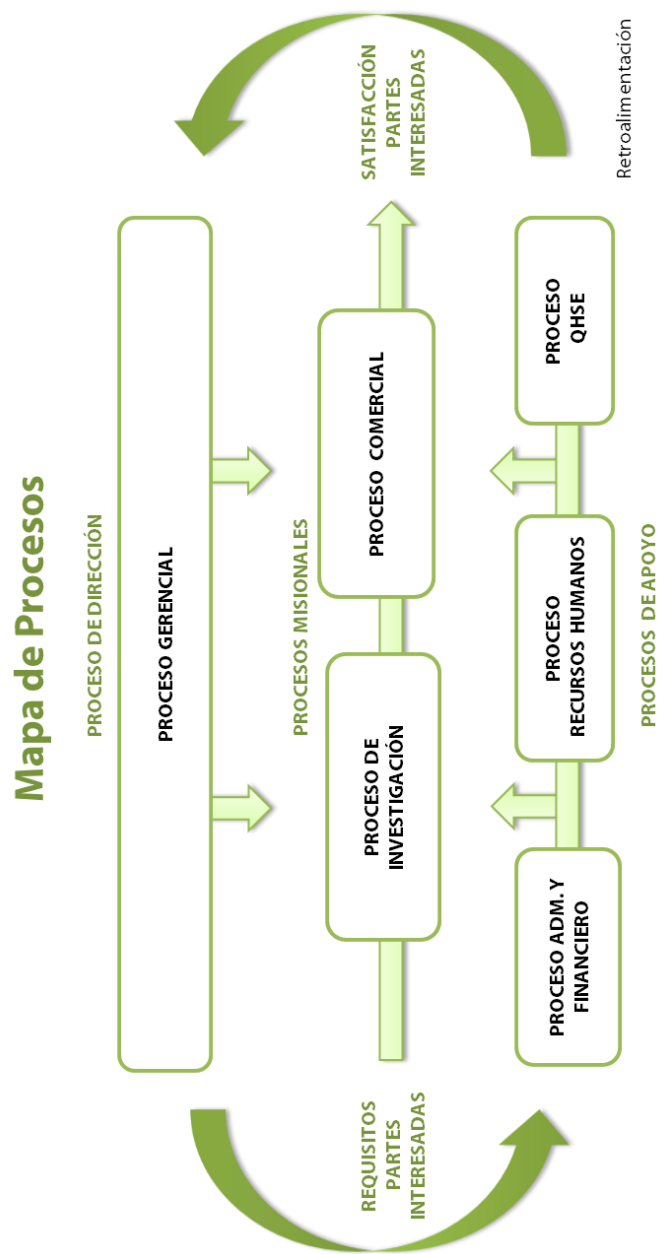 Mapa de Procesos
PROCESO DE DIRECCIÓN
PROCESO GERENCIAL
PROCESOS MISIONALES
REQUISITOS
PARTES
INTERESADAS
PROCESO DE
INVESTIGACIÓN
PROCESO COMERCIAL
SATISFACCIÓN
PARTES
INTERESADAS
PROCESO ADM. Y
FINANCIERO
PROCESO
RECURSOS HUMANOS
PROCESO
QHSE
PROCESOS DE APOYO
Retroalimentación